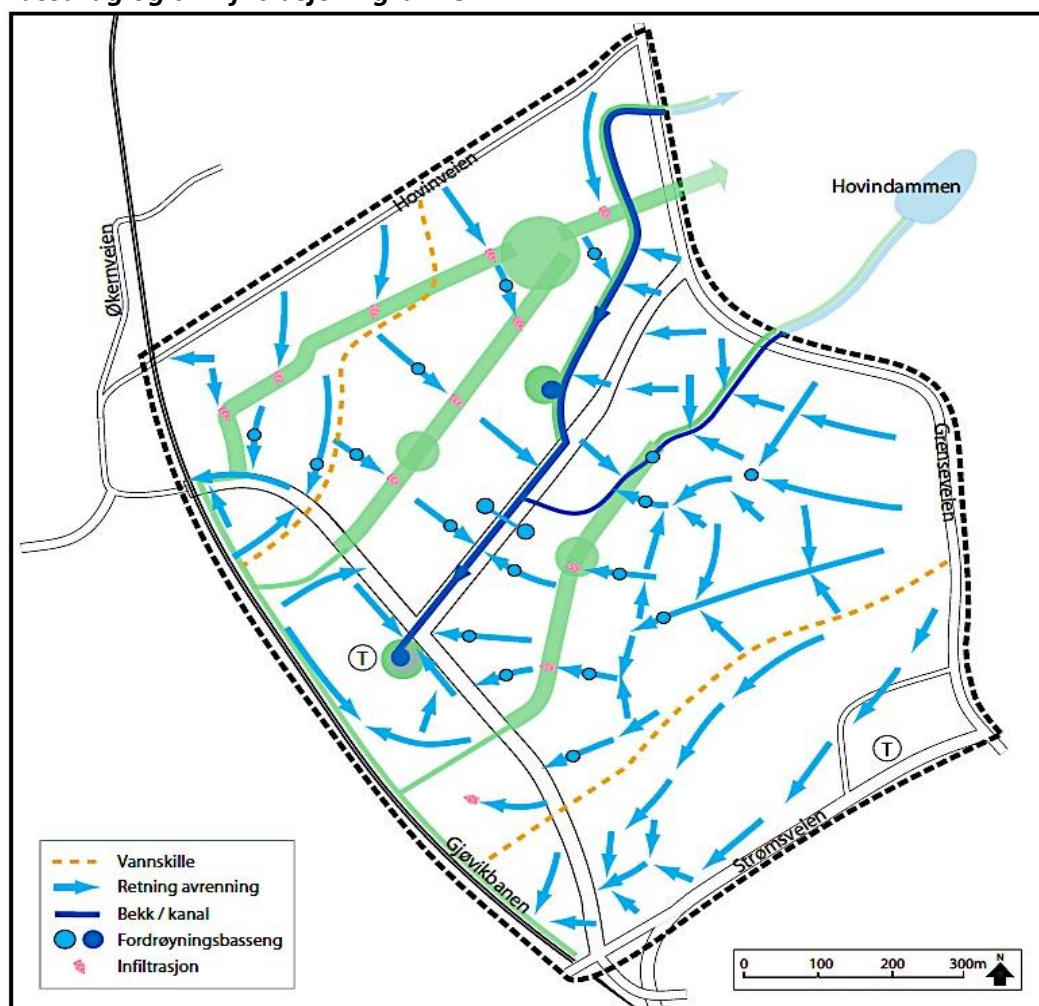 Hovinveien
Hovindammen
Økernveien
Grenseveien
T
T
Strømsveien
Gjøvikbanen
Vannskille
Retning avrenning
Bekk / kanal
Fordrøyningsbasseng
Infiltrasjon
0 100 200 300m
N